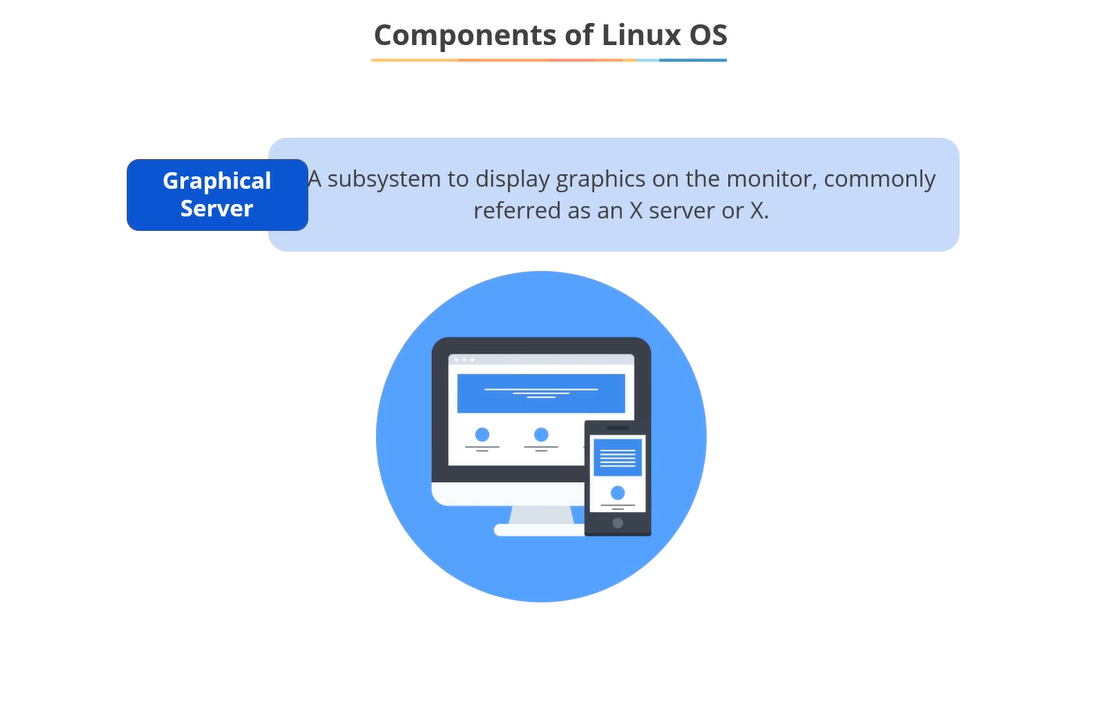 Components of Linux OS
Graphical
Server
A subsystem to display graphics on the monitor, commonly
referred as an X server or X.